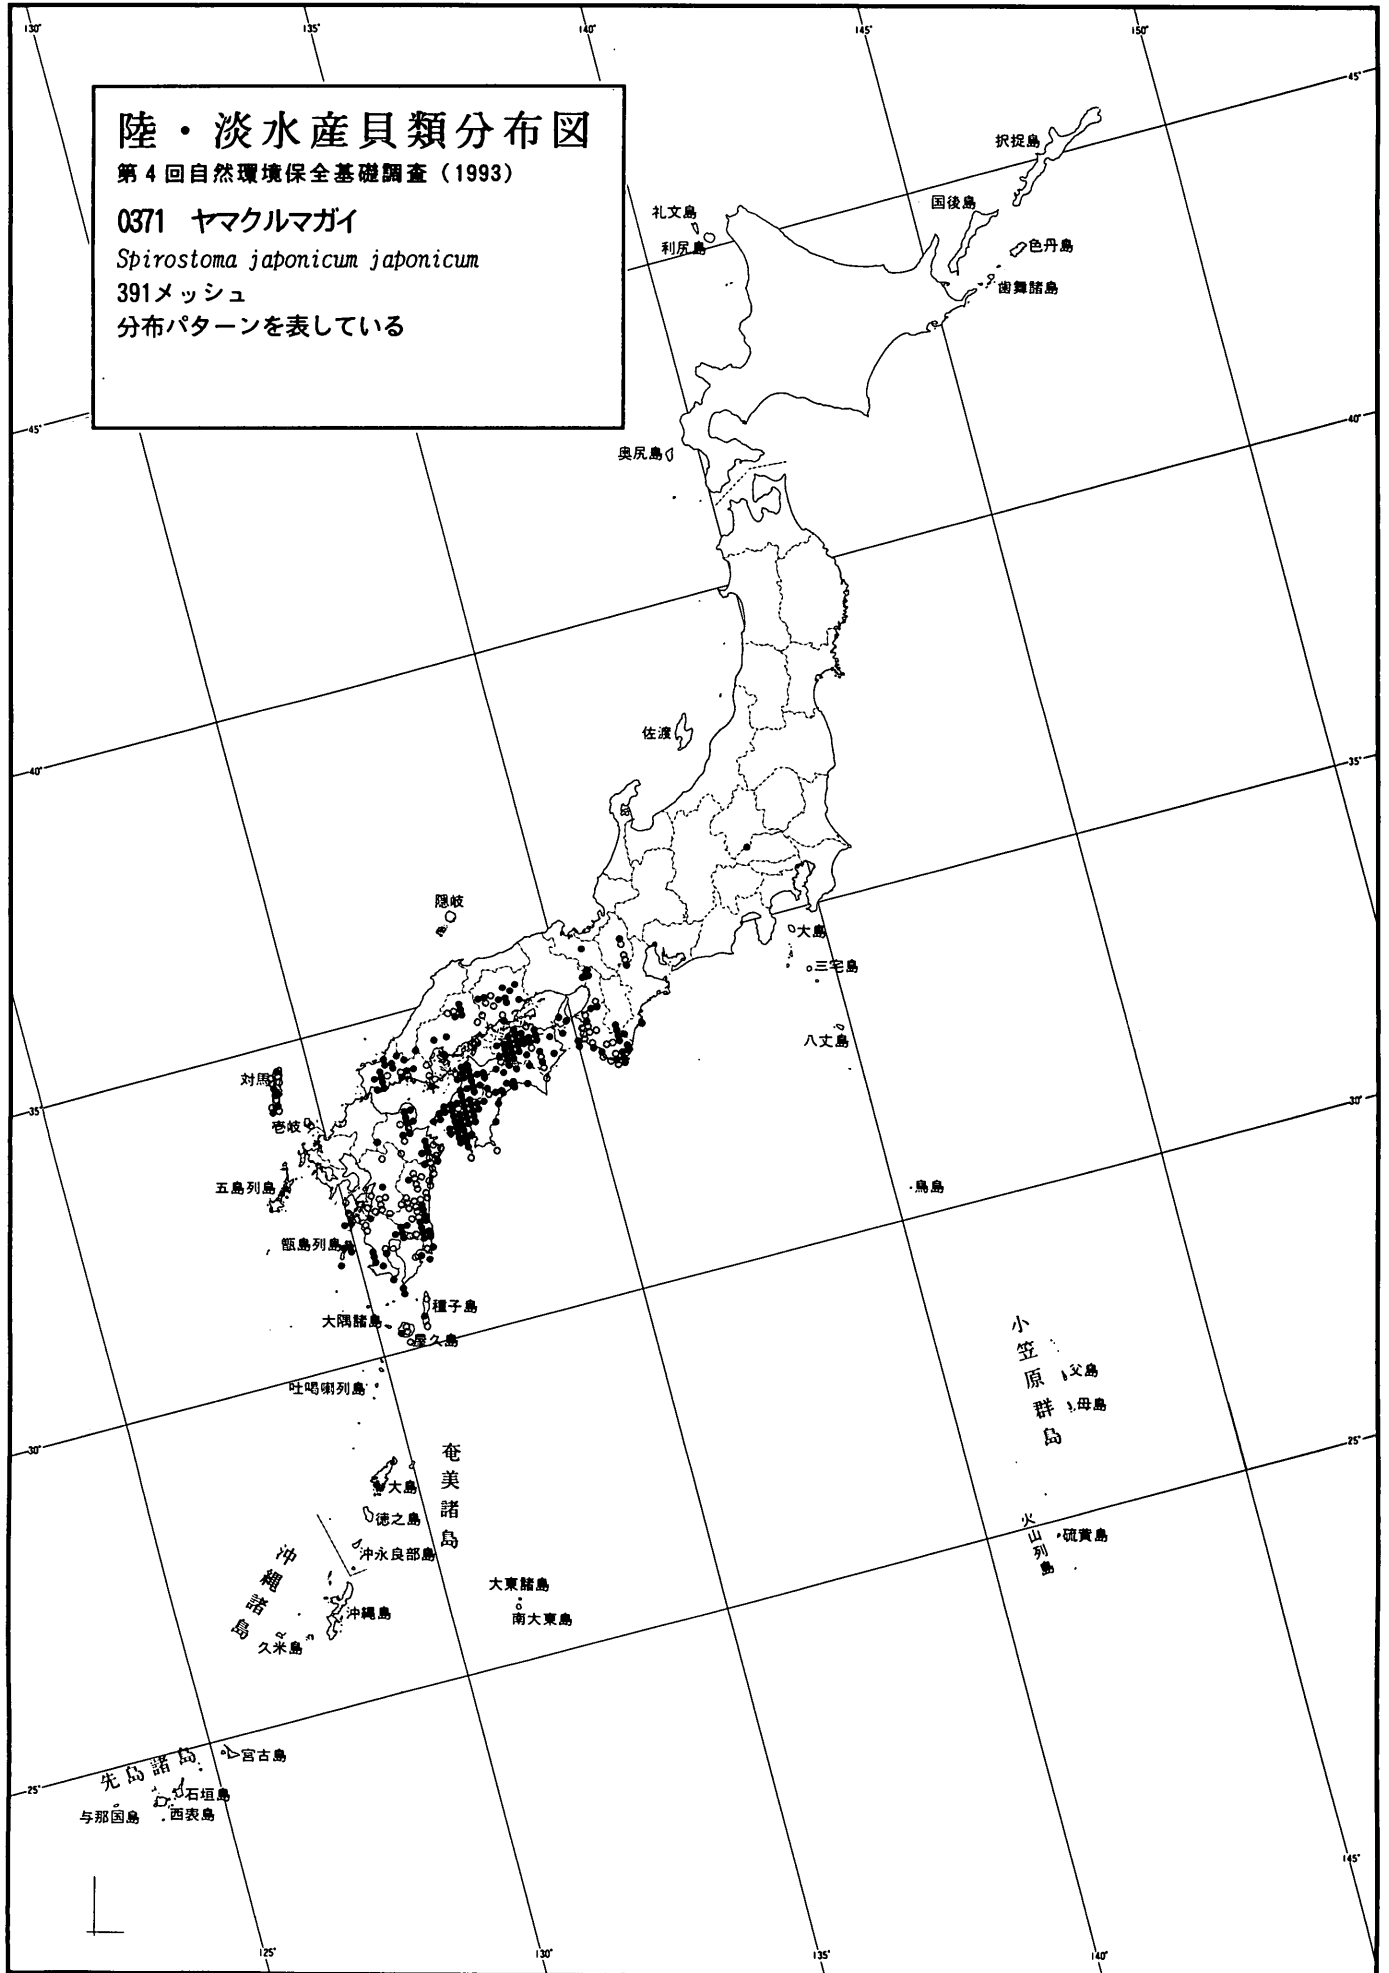 130°
135°
140°
145°
150°
陸・淡水産貝類分布図
第4回自然環境保全基礎調査（1993）
0371 ヤマクルマガイ
Spirostoma japonicum japonicum
391メッシュ
分布パターンを表している
45°
択捉島
国後島
礼文島
利尻島
色丹島
歯舞諸島
45°
40°
奥尻島
佐渡
40°
35°
隠岐
大島
三宅島
八丈島
対馬
35°
壱岐
30°
五島列島
鳥島
甑島列島
種子島
大隅諸島
屋久島
吐喝喇列島
小笠原群島
父島
母島
30°
25°
奄美諸島
大島
徳之島
沖永良部島
沖縄諸島
沖縄島
久米島
大東諸島
南大東島
火山列島
硫黄島
先島諸島
宮古島
25°
石垣島
与那国島
西表島
145°
125°
130°
135°
140°